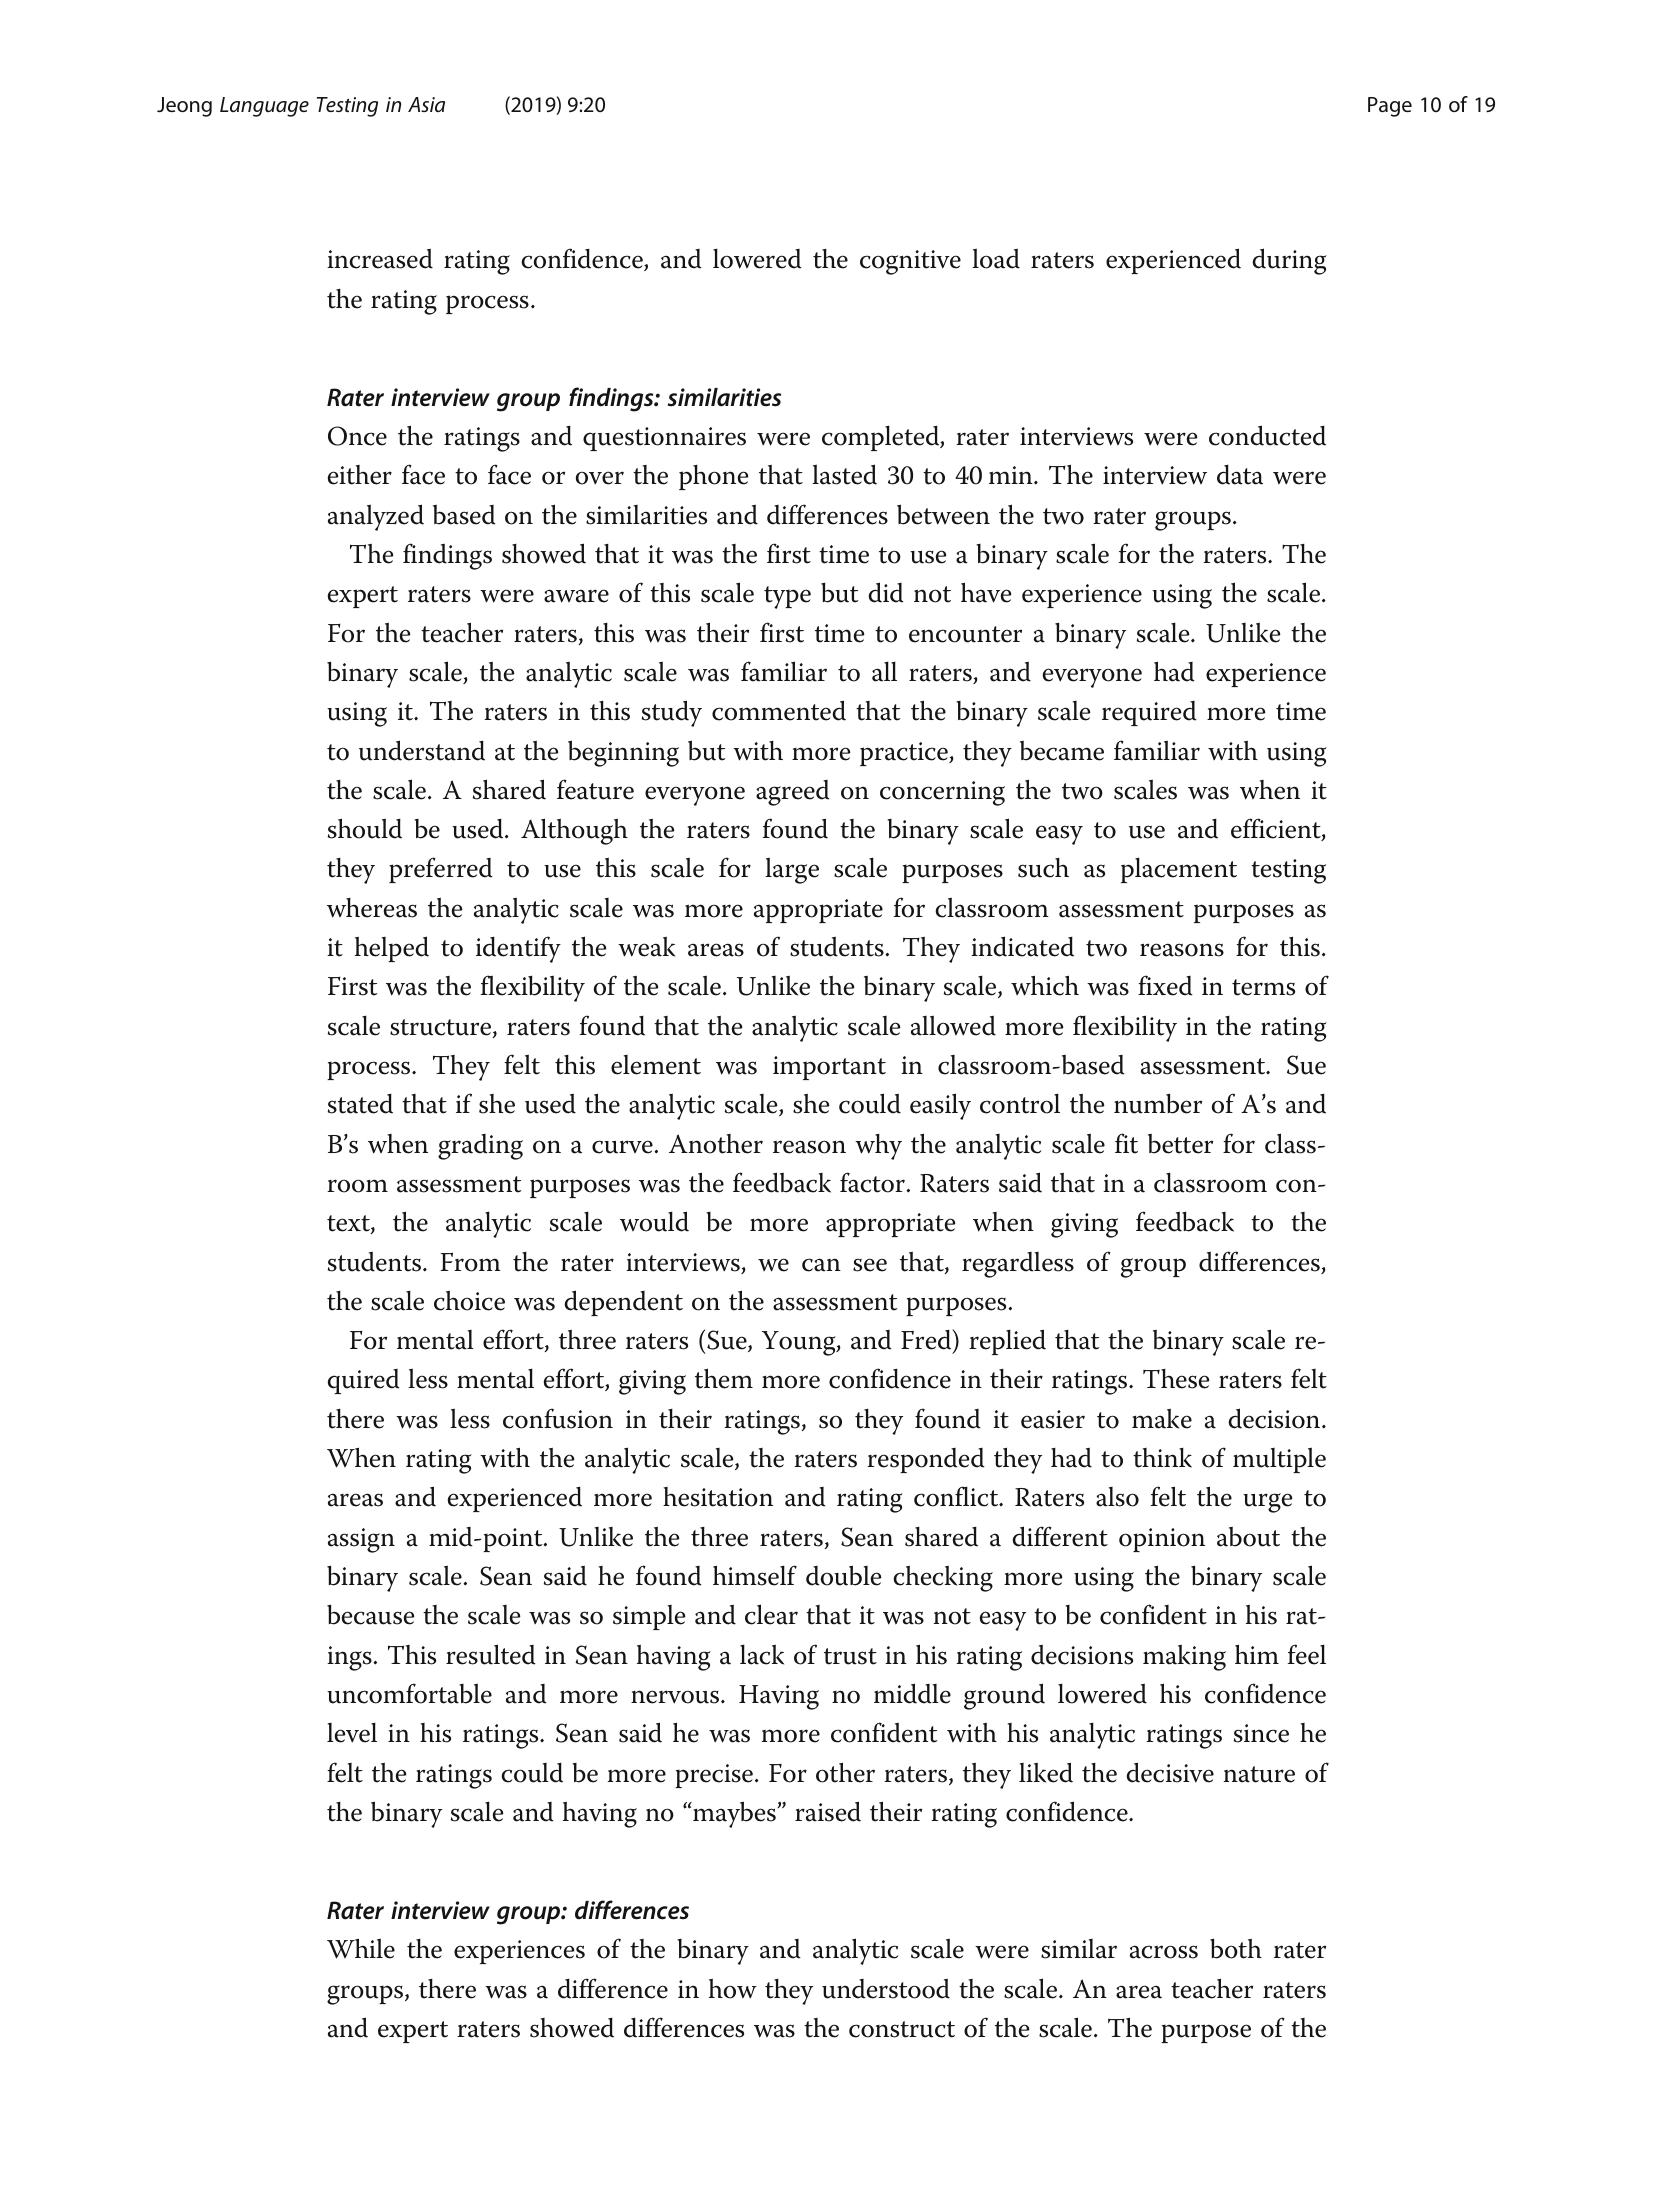 Jeong Language Testing in Asia (2019) 9:20 Page 10 of 19
increased rating confidence, and lowered the cognitive load raters experienced during
the rating process.
Rater interview group findings: similarities
Once the ratings and questionnaires were completed, rater interviews were conducted
either face to face or over the phone that lasted 30 to 40 min. The interview data were
analyzed based on the similarities and differences between the two rater groups.
The findings showed that it was the first time to use a binary scale for the raters. The
expert raters were aware of this scale type but did not have experience using the scale.
For the teacher raters, this was their first time to encounter a binary scale. Unlike the
binary scale, the analytic scale was familiar to all raters, and everyone had experience
using it. The raters in this study commented that the binary scale required more time
to understand at the beginning but with more practice, they became familiar with using
the scale. A shared feature everyone agreed on concerning the two scales was when it
should be used. Although the raters found the binary scale easy to use and efficient,
they preferred to use this scale for large scale purposes such as placement testing
whereas the analytic scale was more appropriate for classroom assessment purposes as
it helped to identify the weak areas of students. They indicated two reasons for this.
First was the flexibility of the scale. Unlike the binary scale, which was fixed in terms of
scale structure, raters found that the analytic scale allowed more flexibility in the rating
process. They felt this element was important in classroom-based assessment. Sue
stated that if she used the analytic scale, she could easily control the number of A’s and
B’s when grading on a curve. Another reason why the analytic scale fit better for class-
room assessment purposes was the feedback factor. Raters said that in a classroom con-
text, the analytic scale would be more appropriate when giving feedback to the
students. From the rater interviews, we can see that, regardless of group differences,
the scale choice was dependent on the assessment purposes.
For mental effort, three raters (Sue, Young, and Fred) replied that the binary scale re-
quired less mental effort, giving them more confidence in their ratings. These raters felt
there was less confusion in their ratings, so they found it easier to make a decision.
When rating with the analytic scale, the raters responded they had to think of multiple
areas and experienced more hesitation and rating conflict. Raters also felt the urge to
assign a mid-point. Unlike the three raters, Sean shared a different opinion about the
binary scale. Sean said he found himself double checking more using the binary scale
because the scale was so simple and clear that it was not easy to be confident in his rat-
ings. This resulted in Sean having a lack of trust in his rating decisions making him feel
uncomfortable and more nervous. Having no middle ground lowered his confidence
level in his ratings. Sean said he was more confident with his analytic ratings since he
felt the ratings could be more precise. For other raters, they liked the decisive nature of
the binary scale and having no “maybes” raised their rating confidence.
Rater interview group: differences
While the experiences of the binary and analytic scale were similar across both rater
groups, there was a difference in how they understood the scale. An area teacher raters
and expert raters showed differences was the construct of the scale. The purpose of the